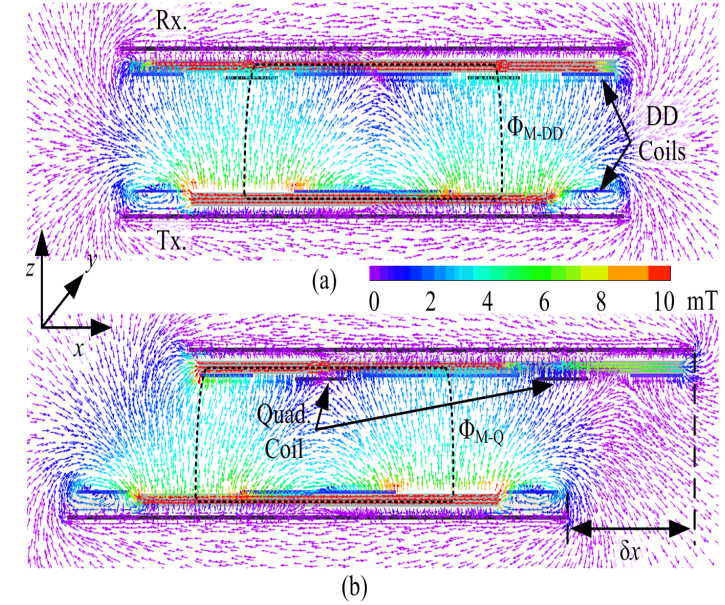 Rx.
ΦM-DD
DD
Coils
Tx.
z
y
x
(a)
0 2 4 6 8 10 mT
Quad.
Coil
ΦM-Q
δx
(b)